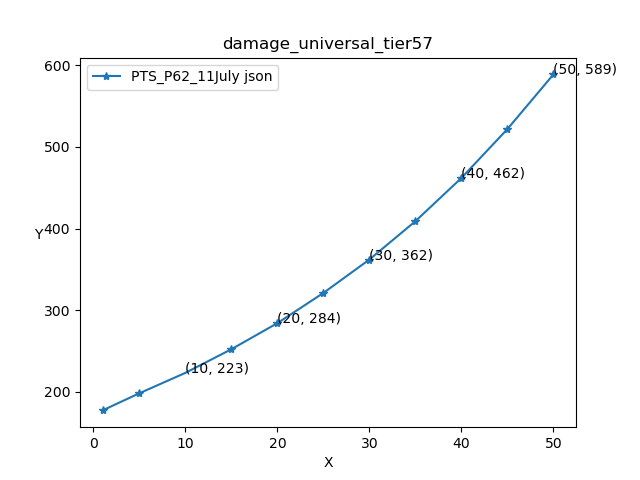 damage_universal_tier57
PTS_P62_11July json
600
500
400
300
200
Y
(50, 589)
(40, 462)
(30, 362)
(20, 284)
(10, 223)
0 10 20 30 40 50
X